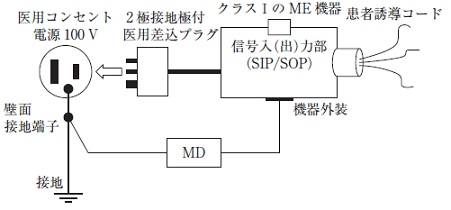 医用コンセント
電源100 V
2極接地極付
医用差込プラグ
クラスⅠのME機器
信号入(出)力部
(SIP/SOP)
患者誘導コード
機器外装
壁面
接地端子
MD
接地